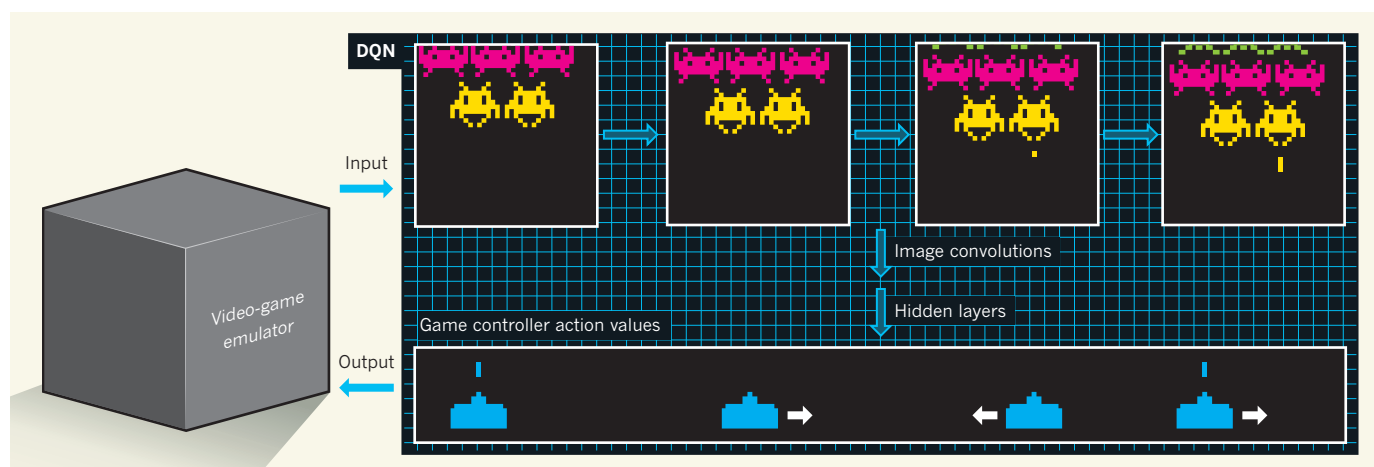 DQN
Input
Image convolutions
Hidden layers
Video-game
emulator
Game controller action values
Output